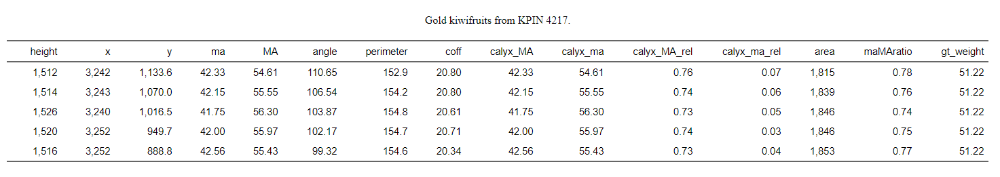 Gold kiwifruits from KPIN 4217.
height x y ma MA angle perimeter coff calyx_MA calyx_ma calyx_MA_rel calyx_ma_rel area maMAratio gt_weight
1,512 3,242 1,133.6 42.33 54.61 110.65 152.9 20.80 42.33 54.61 0.76 0.07 1,815 0.78 51.22
1,514 3,243 1,070.0 42.15 55.55 106.54 154.2 20.80 42.15 55.55 0.74 0.06 1,839 0.76 51.22
1,526 3,240 1,016.5 41.75 56.30 103.87 154.8 20.61 41.75 56.30 0.73 0.05 1,846 0.74 51.22
1,520 3,252 949.7 42.00 55.97 102.17 154.7 20.71 42.00 55.97 0.74 0.03 1,846 0.75 51.22
1,516 3,252 888.8 42.56 55.43 99.32 154.6 20.34 42.56 55.43 0.73 0.04 1,853 0.77 51.22